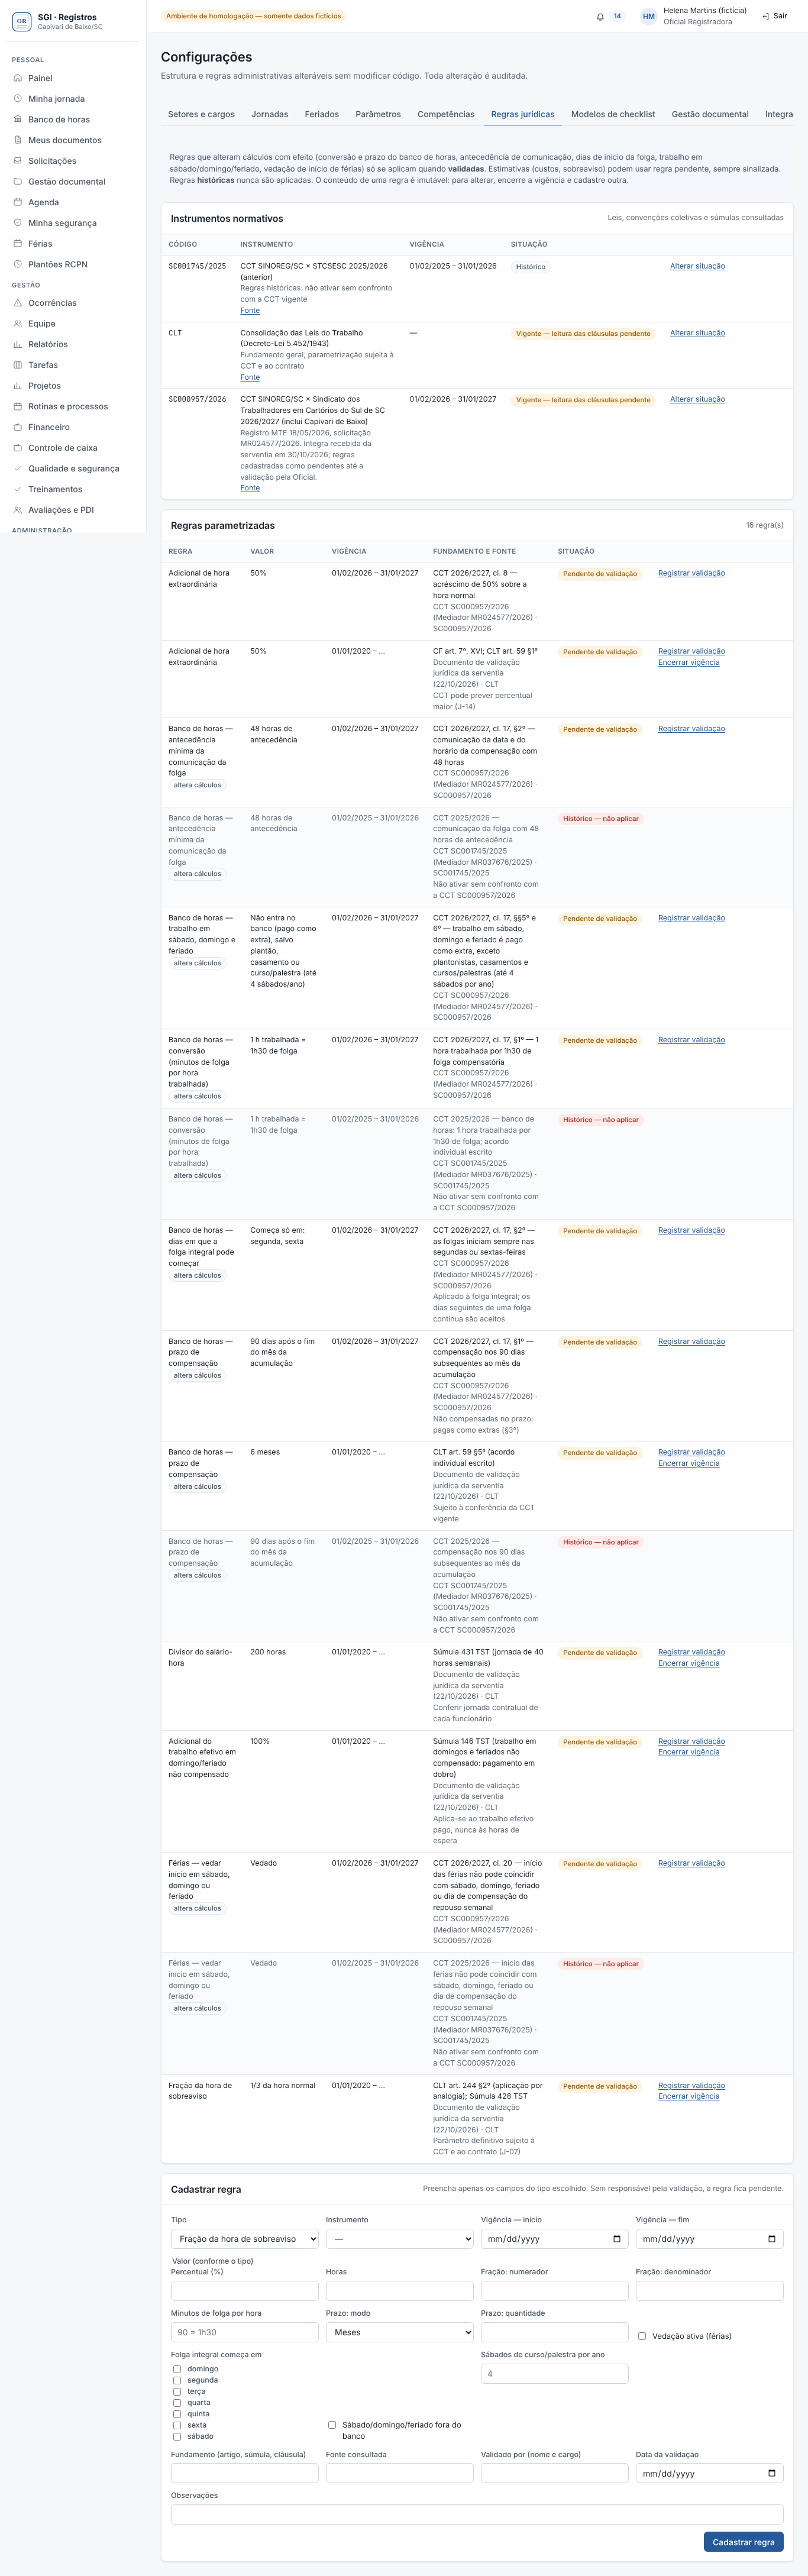 OR
SGI · Registros
Capivari de Baixo/SC
Ambiente de homologação — somente dados fictícios
14
HM
Helena Martins (fictícia)
Oficial Registradora
Sair
PESSOAL
Painel
Minha jornada
Banco de horas
Meus documentos
Solicitações
Gestão documental
Agenda
Minha segurança
Férias
Plantões RCPN
GESTÃO
Ocorrências
Equipe
Relatórios
Tarefas
Projetos
Rotinas e processos
Financeiro
Controle de caixa
Qualidade e segurança
Treinamentos
Avaliações e PDI
ADMINISTRAÇÃO
Configurações
Estrutura e regras administrativas alteráveis sem modificar código. Toda alteração é auditada.
Setores e cargos Jornadas Feriados Parâmetros Competências Regras jurídicas Modelos de checklist Gestão documental Integra
Regras que alteram cálculos com efeito (conversão e prazo do banco de horas, antecedência de comunicação, dias de início da folga, trabalho em
sábado/domingo/feriado, vedação de início de férias) só se aplicam quando validadas. Estimativas (custos, sobreaviso) podem usar regra pendente, sempre sinalizada.
Regras históricas nunca são aplicadas. O conteúdo de uma regra é imutável: para alterar, encerre a vigência e cadastre outra.
Instrumentos normativos
Leis, convenções coletivas e súmulas consultadas
CÓDIGO INSTRUMENTO VIGÊNCIA SITUAÇÃO
SC001745/2025 CCT SINOREG/SC × STCSESC 2025/2026 01/02/2025 – 31/01/2026 Histórico Alterar situação
(anterior)
Regras históricas: não ativar sem confronto
com a CCT vigente
Fonte
CLT Consolidação das Leis do Trabalho — Vigente — leitura das cláusulas pendente Alterar situação
(Decreto-Lei 5.452/1943)
Fundamento geral; parametrização sujeita à
CCT e ao contrato
Fonte
SC000957/2026 CCT SINOREG/SC × Sindicato dos 01/02/2026 – 31/01/2027 Vigente — leitura das cláusulas pendente Alterar situação
Trabalhadores em Cartórios do Sul de SC
2026/2027 (inclui Capivari de Baixo)
Registro MTE 18/05/2026, solicitação
MR024577/2026. Íntegra recebida da
serventia em 30/10/2026; regras
cadastradas como pendentes até a
validação pela Oficial.
Fonte
Regras parametrizadas
16 regra(s)
REGRA VALOR VIGÊNCIA FUNDAMENTO E FONTE SITUAÇÃO
Adicional de hora 50% 01/02/2026 – 31/01/2027 CCT 2026/2027, cl. 8 — Pendente de validação Registrar validação
extraordinária acréscimo de 50% sobre a
hora normal
CCT SC000957/2026
(Mediador MR024577/2026) ·
SC000957/2026
Adicional de hora 50% 01/01/2020 – … CF art. 7º, XVI; CLT art. 59 §1º Pendente de validação Registrar validação
extraordinária Documento de validação Encerrar vigência
jurídica da serventia
(22/10/2026) · CLT
CCT pode prever percentual
maior (J-14)
Banco de horas — 48 horas de 01/02/2026 – 31/01/2027 CCT 2026/2027, cl. 17, §2º — Pendente de validação Registrar validação
antecedência antecedência comunicação da data e do
mínima da horário da compensação com
comunicação da 48 horas
folga CCT SC000957/2026
altera cálculos (Mediador MR024577/2026) ·
SC000957/2026
Banco de horas — 48 horas de 01/02/2025 – 31/01/2026 CCT 2025/2026 — Histórico — não aplicar
antecedência antecedência comunicação da folga com 48
mínima da horas de antecedência
comunicação da CCT SC001745/2025
folga (Mediador MR037676/2025) ·
altera cálculos SC001745/2025
Não ativar sem confronto com
a CCT SC000957/2026
Banco de horas — Não entra no 01/02/2026 – 31/01/2027 CCT 2026/2027, cl. 17, §§5º e Pendente de validação Registrar validação
trabalho em banco (pago como 6º — trabalho em sábado,
sábado, domingo e extra), salvo domingo e feriado é pago
feriado plantão, como extra, exceto
altera cálculos casamento ou plantonistas, casamentos e
curso/palestra (até cursos/palestras (até 4
4 sábados/ano) sábados por ano)
CCT SC000957/2026
(Mediador MR024577/2026) ·
SC000957/2026
Banco de horas — 1 h trabalhada = 01/02/2026 – 31/01/2027 CCT 2026/2027, cl. 17, §1º — 1 Pendente de validação Registrar validação
conversão 1h30 de folga hora trabalhada por 1h30 de
(minutos de folga folga compensatória
por hora CCT SC000957/2026
trabalhada) (Mediador MR024577/2026) ·
altera cálculos SC000957/2026
Banco de horas — 1 h trabalhada = 01/02/2025 – 31/01/2026 CCT 2025/2026 — banco de Histórico — não aplicar
conversão 1h30 de folga horas: 1 hora trabalhada por
(minutos de folga 1h30 de folga; acordo
por hora individual escrito
trabalhada) CCT SC001745/2025
altera cálculos (Mediador MR037676/2025) ·
SC001745/2025
Não ativar sem confronto com
a CCT SC000957/2026
Banco de horas — Começa só em: 01/02/2026 – 31/01/2027 CCT 2026/2027, cl. 17, §2º — Pendente de validação Registrar validação
dias em que a segunda, sexta as folgas iniciam sempre nas
folga integral pode segundas ou sextas-feiras
começar CCT SC000957/2026
altera cálculos (Mediador MR024577/2026) ·
SC000957/2026
Aplicado à folga integral; os
dias seguintes de uma folga
contínua são aceitos
Banco de horas — 90 dias após o fim 01/02/2026 – 31/01/2027 CCT 2026/2027, cl. 17, §1º — Pendente de validação Registrar validação
prazo de do mês da compensação nos 90 dias
compensação acumulação subsequentes ao mês da
altera cálculos acumulação
CCT SC000957/2026
(Mediador MR024577/2026) ·
SC000957/2026
Não compensadas no prazo:
pagas como extras (§3º)
Banco de horas — 6 meses 01/01/2020 – … CLT art. 59 §5º (acordo Pendente de validação Registrar validação
prazo de individual escrito) Encerrar vigência
compensação Documento de validação
altera cálculos jurídica da serventia
(22/10/2026) · CLT
Sujeito à conferência da CCT
vigente
Banco de horas — 90 dias após o fim 01/02/2025 – 31/01/2026 CCT 2025/2026 — Histórico — não aplicar
prazo de do mês da compensação nos 90 dias
compensação acumulação subsequentes ao mês da
altera cálculos acumulação
CCT SC001745/2025
(Mediador MR037676/2025) ·
SC001745/2025
Não ativar sem confronto com
a CCT SC000957/2026
Divisor do salário- 200 horas 01/01/2020 – … Súmula 431 TST (jornada de 40 Pendente de validação Registrar validação
hora horas semanais) Encerrar vigência
Documento de validação
jurídica da serventia
(22/10/2026) · CLT
Conferir jornada contratual de
cada funcionário
Adicional do 100% 01/01/2020 – … Súmula 146 TST (trabalho em Pendente de validação Registrar validação
trabalho efetivo em domingos e feriados não Encerrar vigência
domingo/feriado compensado: pagamento em
não compensado dobro)
Documento de validação
jurídica da serventia
(22/10/2026) · CLT
Aplica-se ao trabalho efetivo
pago, nunca às horas de
espera
Férias — vedar Vedado 01/02/2026 – 31/01/2027 CCT 2026/2027, cl. 20 — início Pendente de validação Registrar validação
início em sábado, das férias não pode coincidir
domingo ou com sábado, domingo, feriado
feriado ou dia de compensação do
altera cálculos repouso semanal
CCT SC000957/2026
(Mediador MR024577/2026) ·
SC000957/2026
Férias — vedar Vedado 01/02/2025 – 31/01/2026 CCT 2025/2026 — início das Histórico — não aplicar
início em sábado, férias não pode coincidir com
domingo ou sábado, domingo, feriado ou
feriado dia de compensação do
altera cálculos repouso semanal
CCT SC001745/2025
(Mediador MR037676/2025) ·
SC001745/2025
Não ativar sem confronto com
a CCT SC000957/2026
Fração da hora de 1/3 da hora normal 01/01/2020 – … CLT art. 244 §2º (aplicação por Pendente de validação Registrar validação
sobreaviso analogia); Súmula 428 TST Encerrar vigência
Documento de validação
jurídica da serventia
(22/10/2026) · CLT
Parâmetro definitivo sujeito à
CCT e ao contrato (J-07)
Cadastrar regra
Preencha apenas os campos do tipo escolhido. Sem responsável pela validação, a regra fica pendente.
Tipo Instrumento Vigência — início Vigência — fim
Fração da hora de sobreaviso — mm/dd/yyyy mm/dd/yyyy
Valor (conforme o tipo)
Percentual (%) Horas Fração: numerador Fração: denominador
Minutos de folga por hora Prazo: modo Prazo: quantidade
90 = 1h30 Meses Vedação ativa (férias)
Folga integral começa em Sábados de curso/palestra por ano
domingo 4
segunda
terça
quarta
quinta
sexta Sábado/domingo/feriado fora do
sábado banco
Fundamento (artigo, súmula, cláusula) Fonte consultada Validado por (nome e cargo) Data da validação
mm/dd/yyyy
Observações
Cadastrar regra